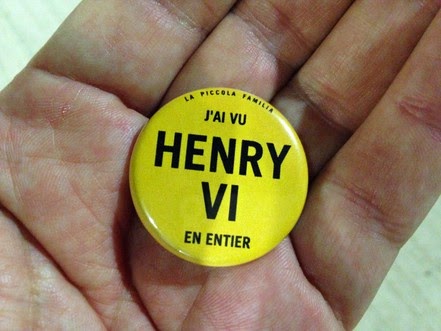 LA PICCOLA FAMILIA
J'AI VU
HENRY
VI
EN ENTIER